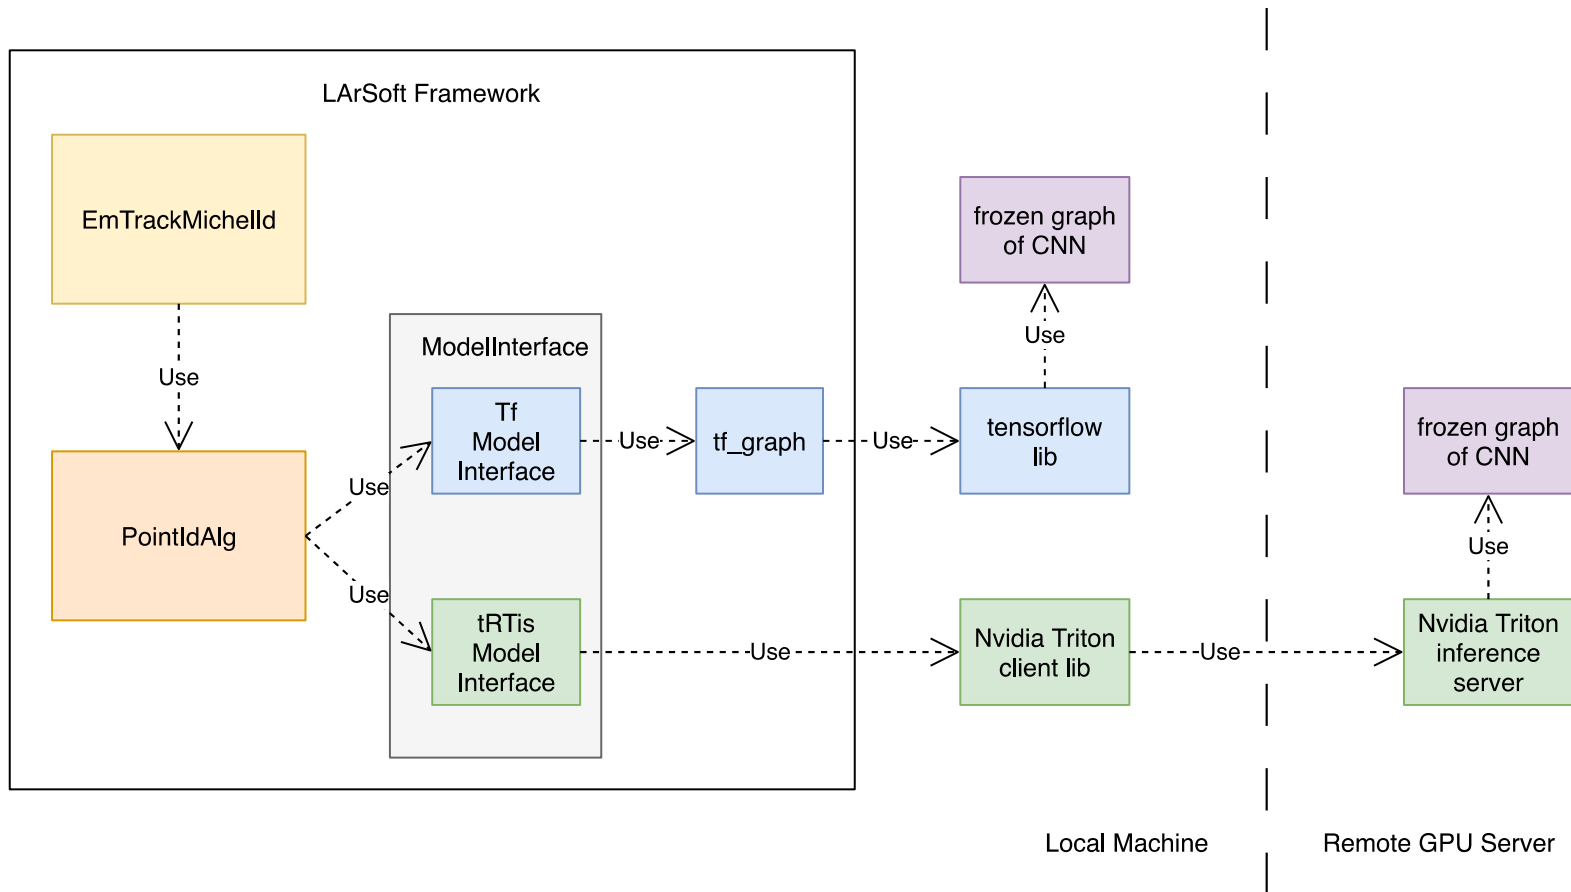 LArSoft Framework
EmTrackMichelId
Use
PointIdAlg
Use
Use
ModelInterface
Tf
Model
Interface
Use
tf_graph
Use
tensorflow
lib
Use
frozen graph
of CNN
tRTis
Model
Interface
Use
Nvidia Triton
client lib
Use
Nvidia Triton
inference
server
Use
frozen graph
of CNN
Local Machine
Remote GPU Server